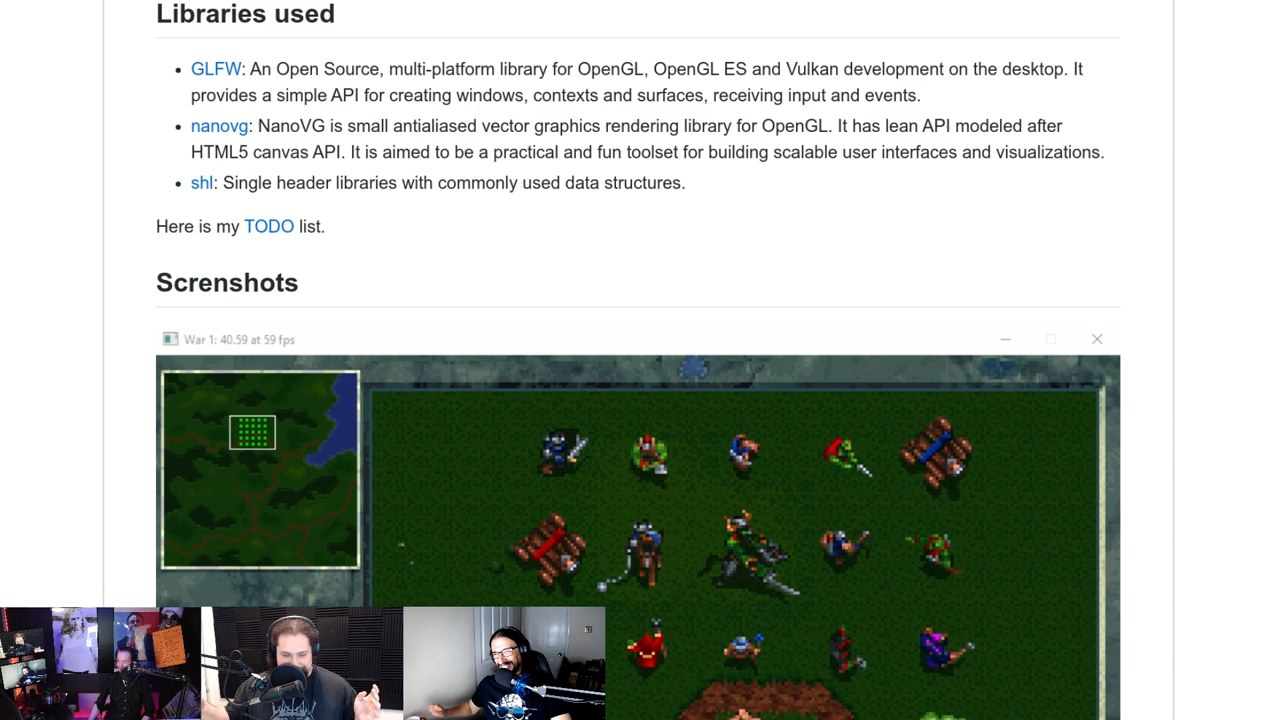 Libraries used
GLFW: An Open Source, multi-platform library for OpenGL, OpenGL ES and Vulkan development on the desktop. It
provides a simple API for creating windows, contexts and surfaces, receiving input and events.
nanovg: NanoVG is small antialiased vector graphics rendering library for OpenGL. It has lean API modeled after
HTML5 canvas API. It is aimed to be a practical and fun toolset for building scalable user interfaces and visualizations.
shl: Single header libraries with commonly used data structures.
Here is my TODO list.
Screnshots
War 1: 40.59 at 59 fps